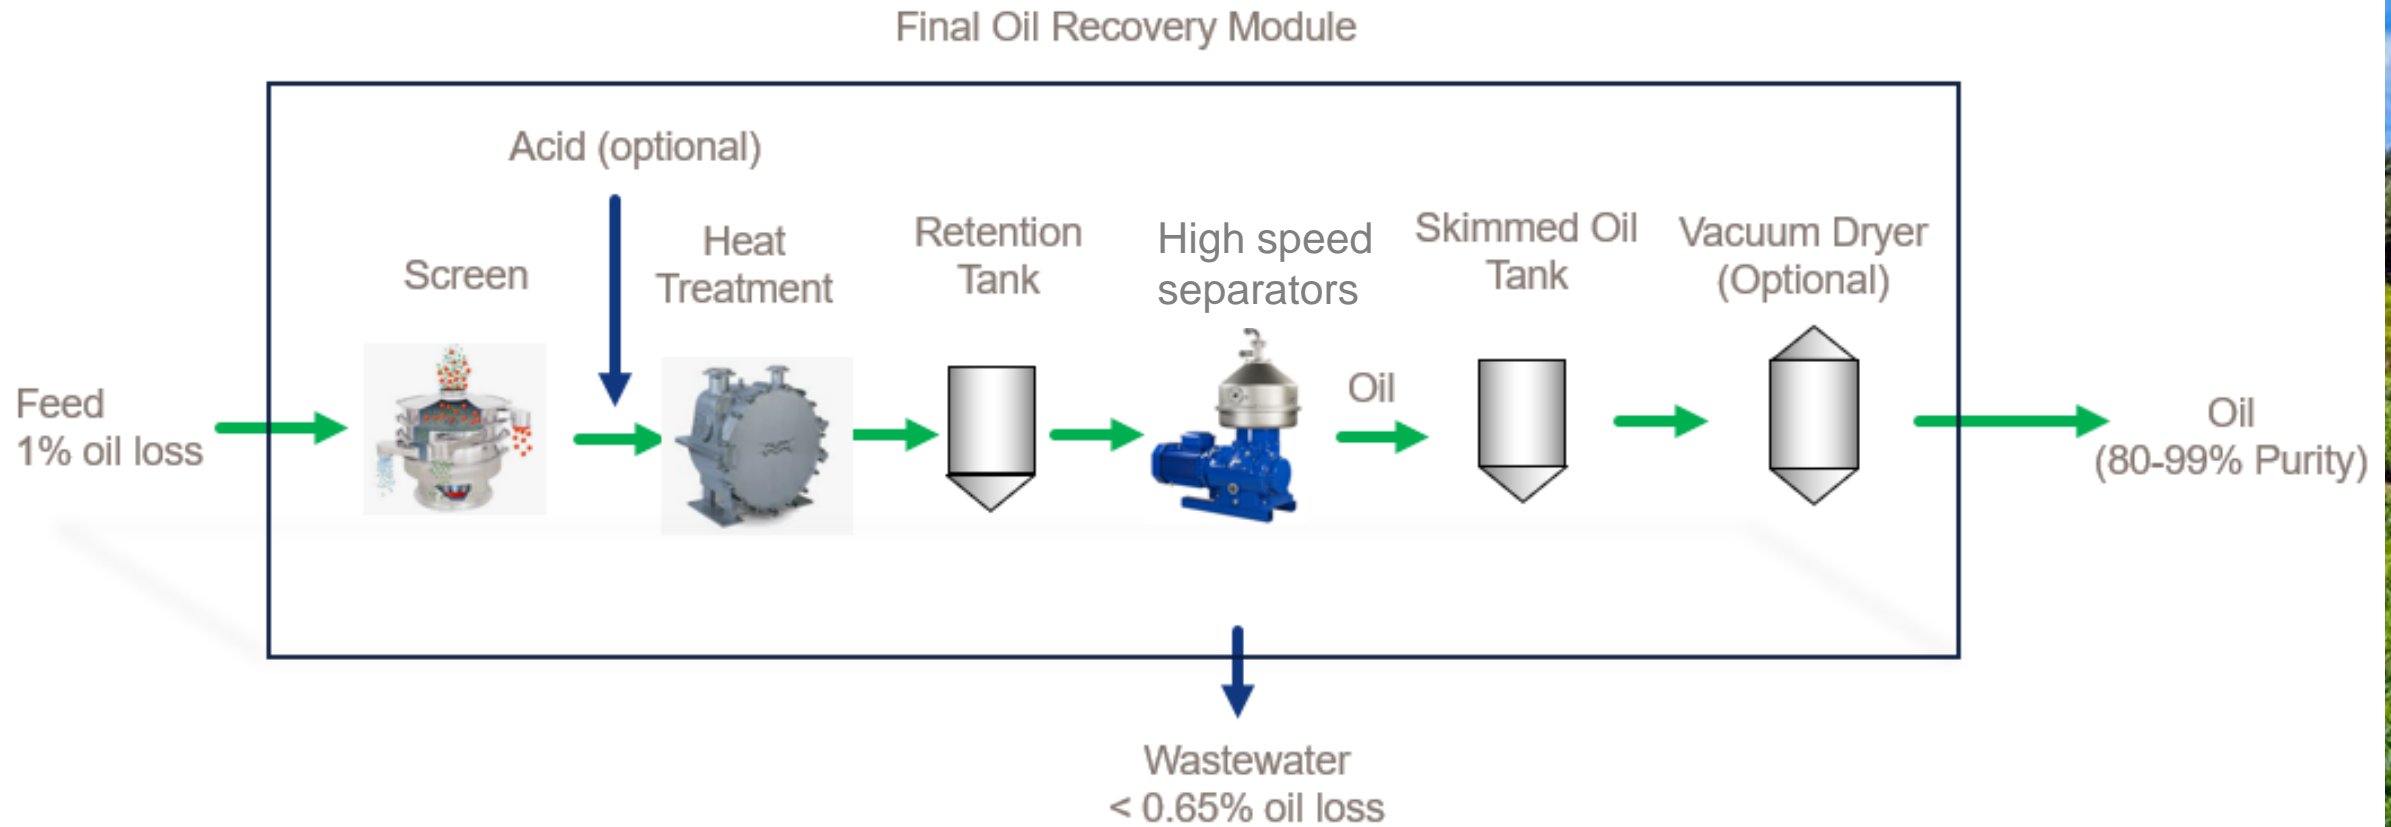 Final Oil Recovery Module
Acid (optional)
Screen
Heat
Treatment
Retention
Tank
High speed
separators
Skimmed Oil
Tank
Vacuum Dryer
(Optional)
Feed
1% oil loss
Oil
Oil
(80-99% Purity)
Wastewater
< 0.65% oil loss